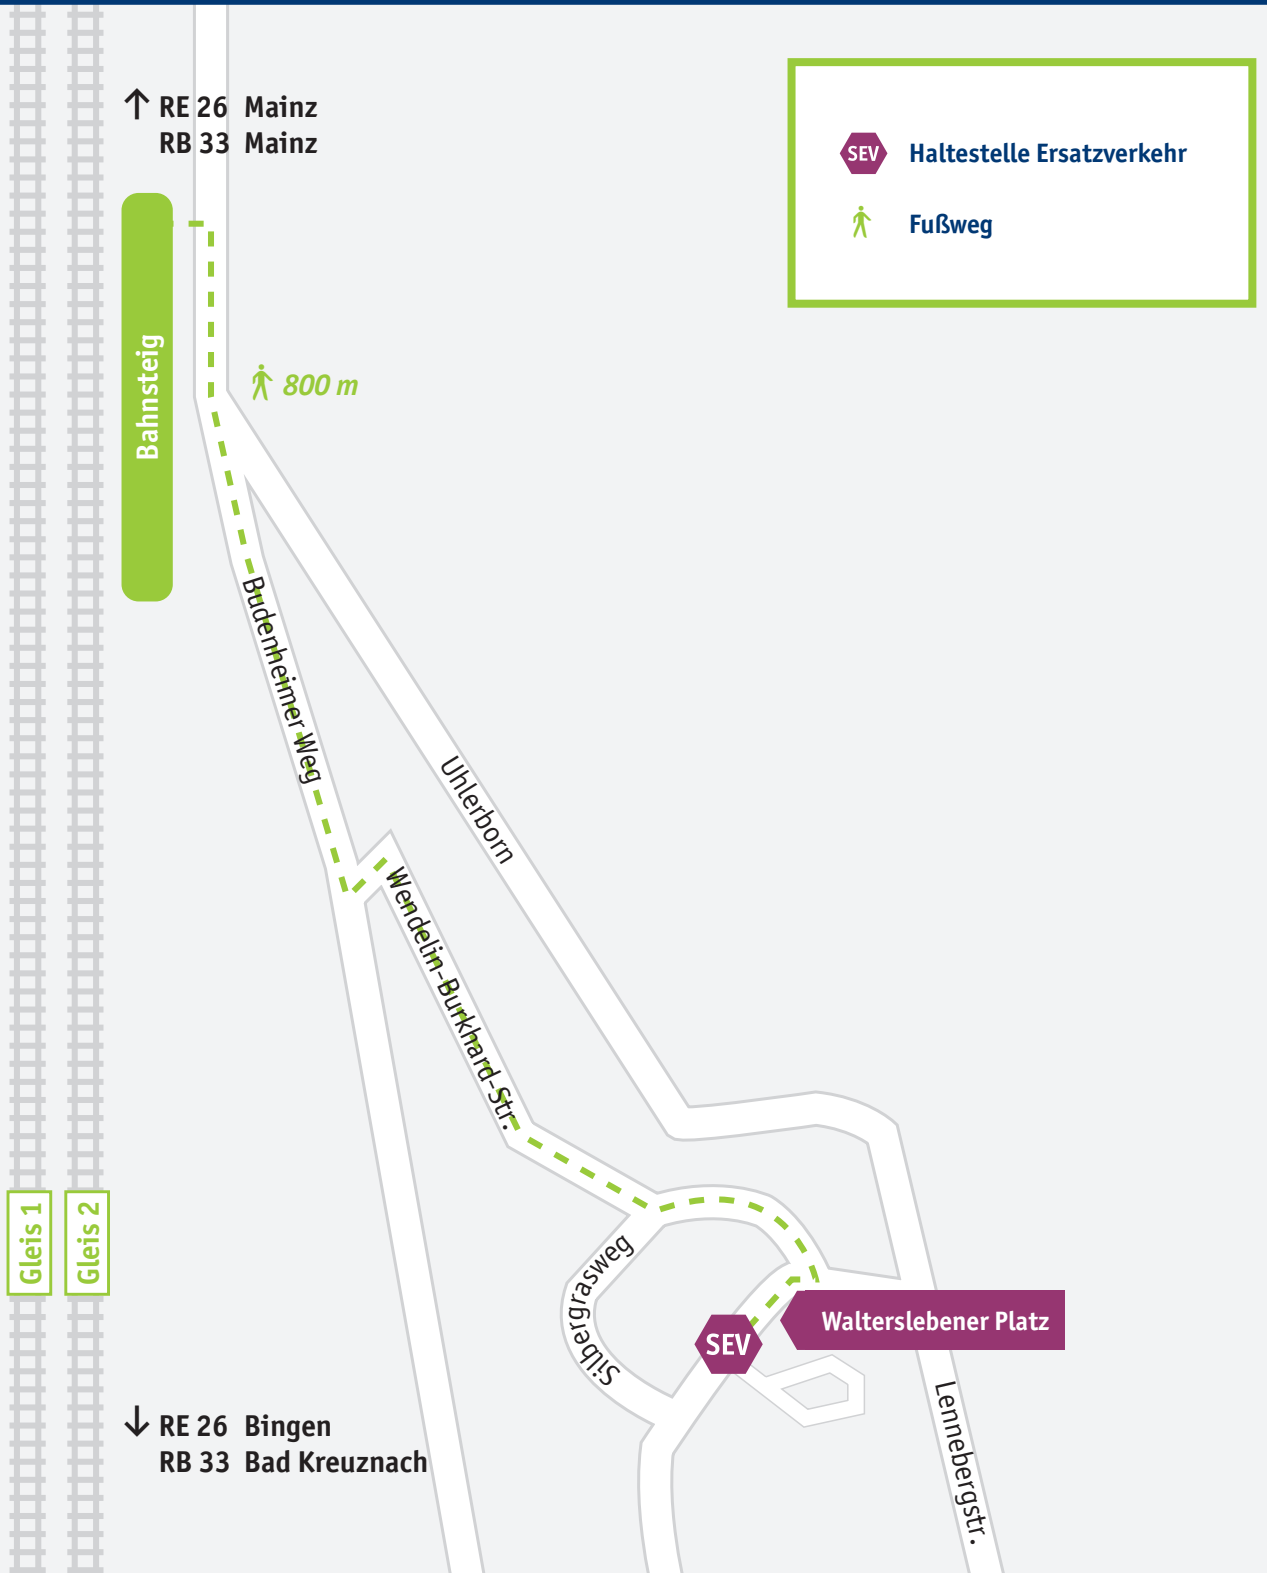 ↑ RE 26 Mainz
RB 33 Mainz
SEV Haltestelle Ersatzverkehr
Fußweg
Bahnsteig
800 m
Budenheimer Weg
Uhlerborn
Wendelin-Burkhard-Str.
Gleis 1
Gleis 2
Silbergrasweg
SEV
Walterslebener Platz
Lennebergstr.
↓ RE 26 Bingen
RB 33 Bad Kreuznach